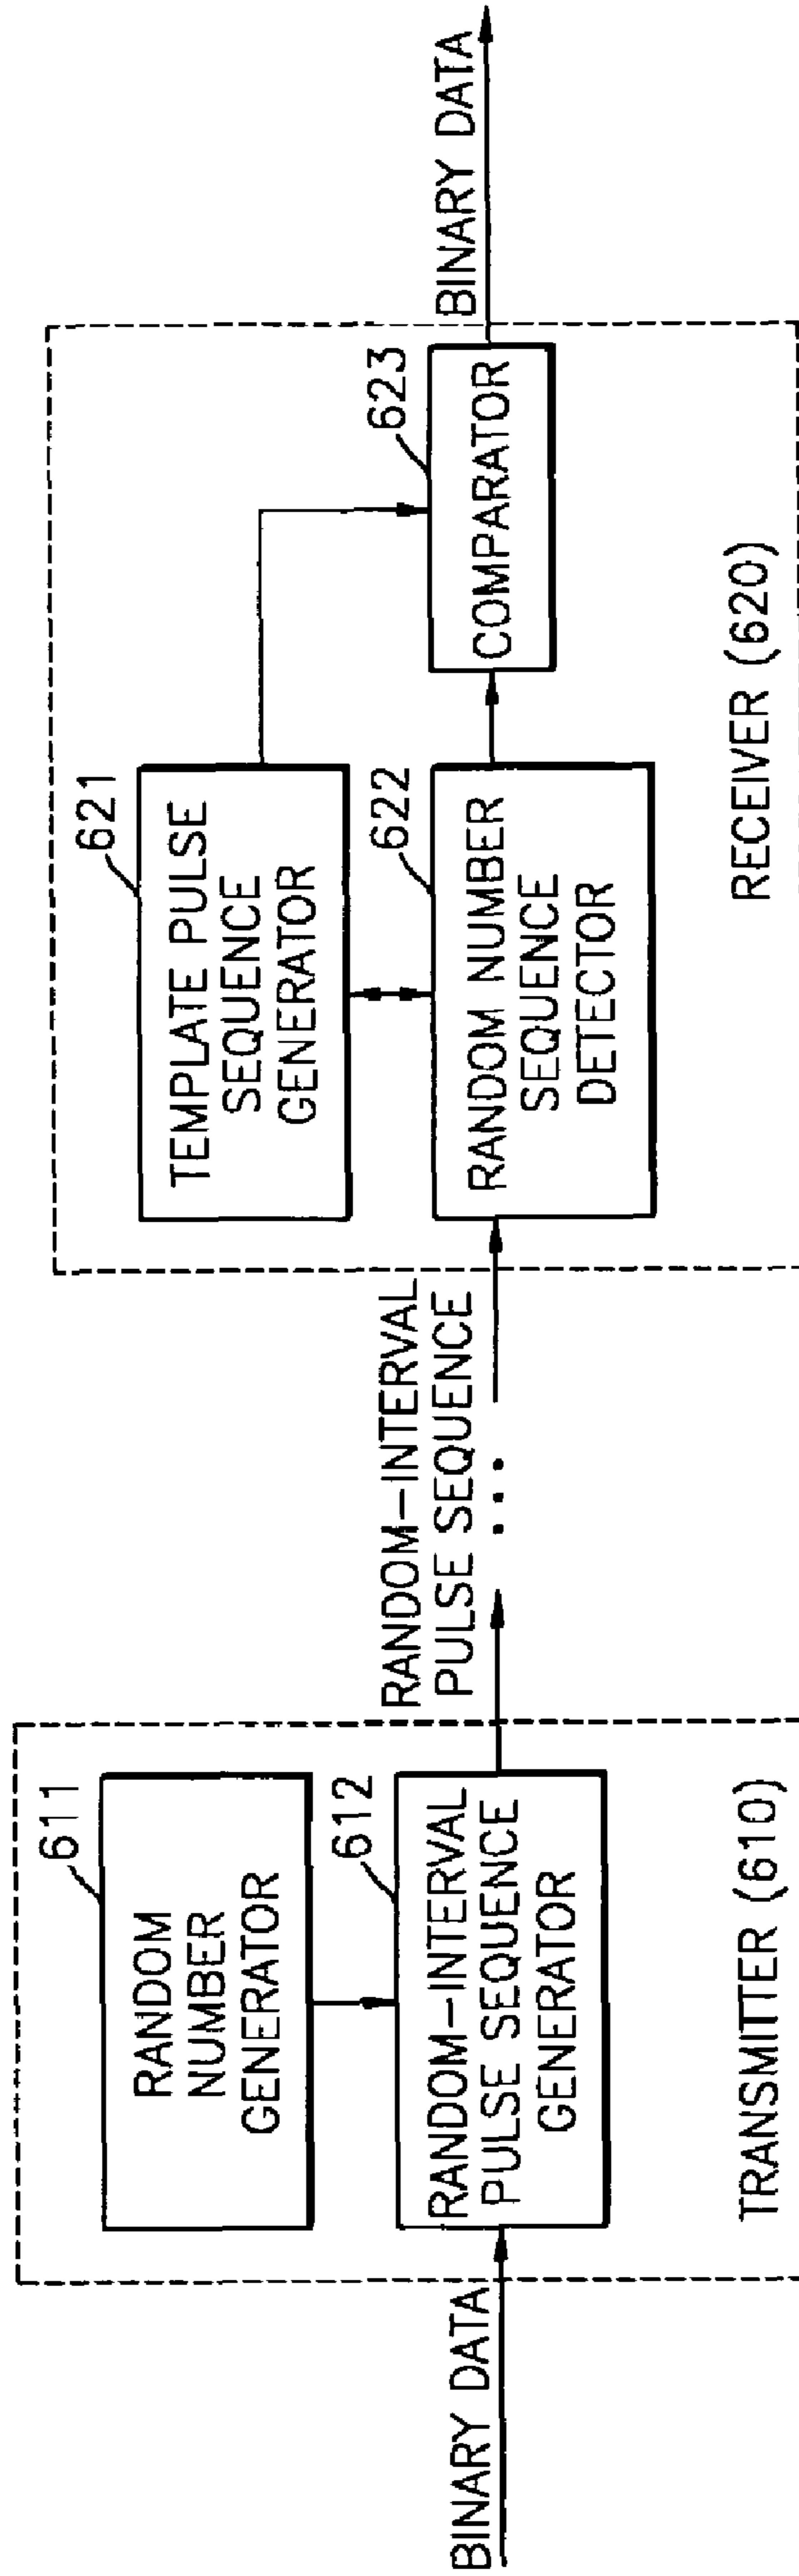 BINARY DATA
611
RANDOM
NUMBER
GENERATOR
612
RANDOM-INTERVAL
PULSE SEQUENCE
GENERATOR
TRANSMITTER (610)
RANDOM-INTERVAL
PULSE SEQUENCE
621
TEMPLATE PULSE
SEQUENCE
GENERATOR
622
RANDOM NUMBER
SEQUENCE
DETECTOR
623
COMPARATOR
RECEIVER (620)
BINARY DATA